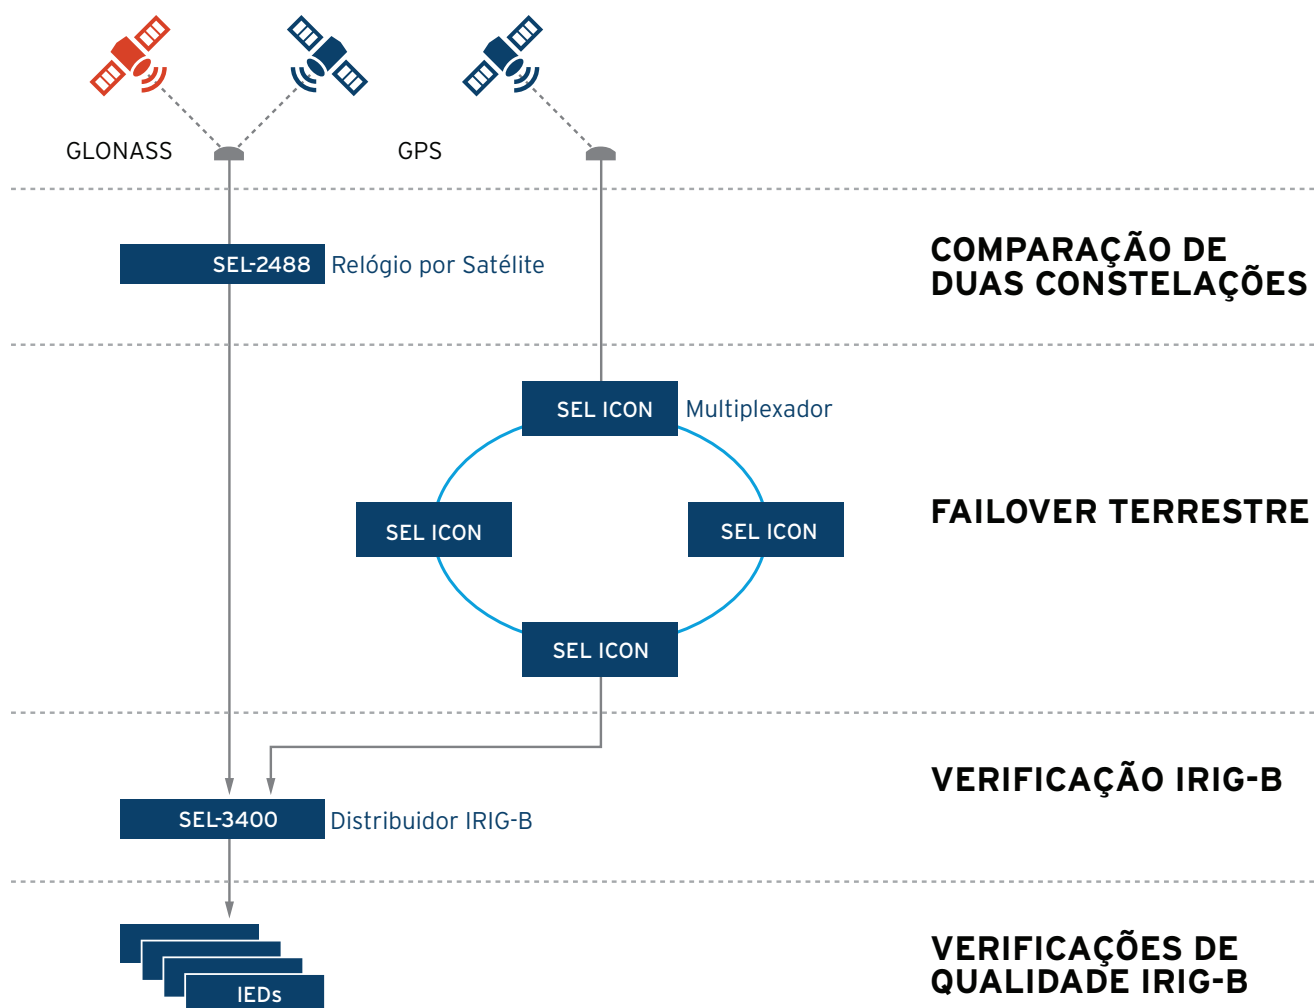 GLONASS
GPS
SEL-2488
Relógio por Satélite
COMPARAÇÃO DE
DUAS CONSTELAÇÕES
SEL ICON
Multiplexador
SEL ICON
SEL ICON
FAILOVER TERRESTRE
SEL ICON
VERIFICAÇÃO IRIG-B
SEL-3400
Distribuidor IRIG-B
VERIFICAÇÕES DE
QUALIDADE IRIG-B
IEDs